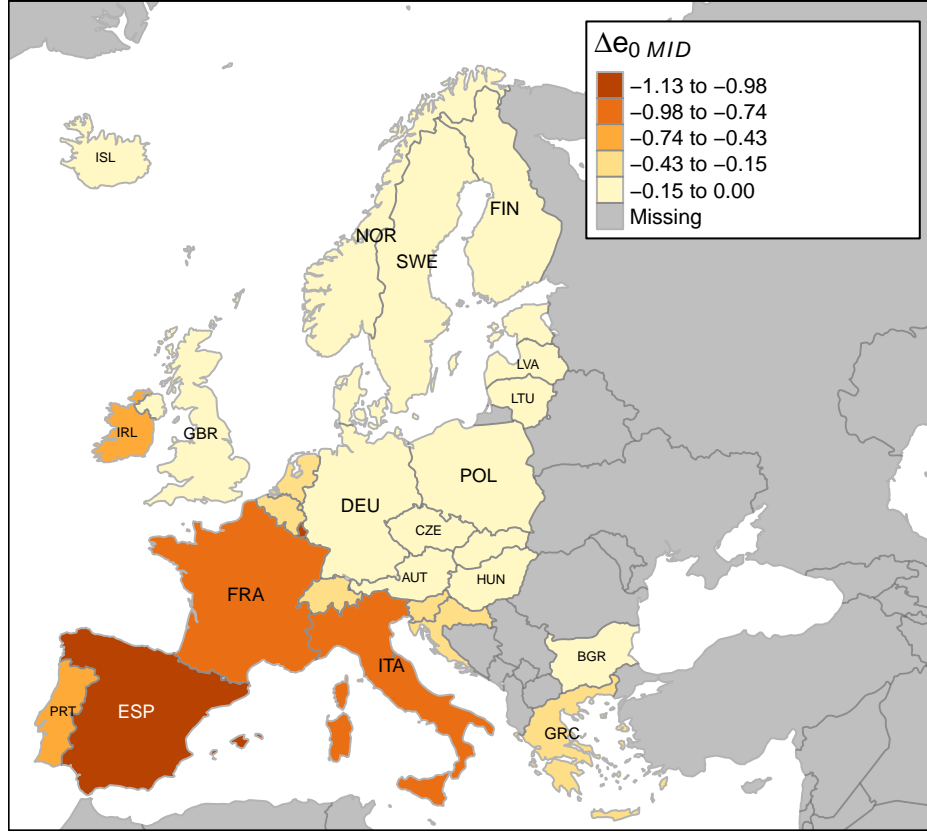 Δe0 MID
−1.13 to −0.98
−0.98 to −0.74
−0.74 to −0.43
−0.43 to −0.15
−0.15 to 0.00
Missing
ISL
FIN
NOR
SWE
LVA
LTU
IRL
GBR
POL
DEU
CZE
AUT
HUN
FRA
BGR
ITA
PRT
ESP
GRC